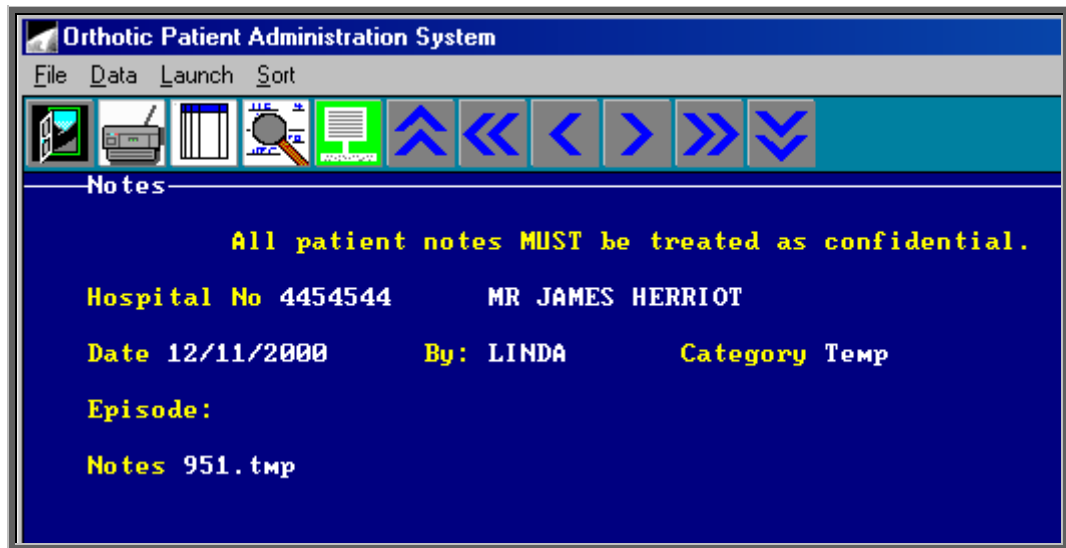 Orthotic Patient Administration System
File Data Launch Sort
Notes
All patient notes MUST be treated as confidential.
Hospital No 4454544 MR JAMES HERRIOT
Date 12/11/2000 By: LINDA Category Temp
Episode:
Notes 951.tmp